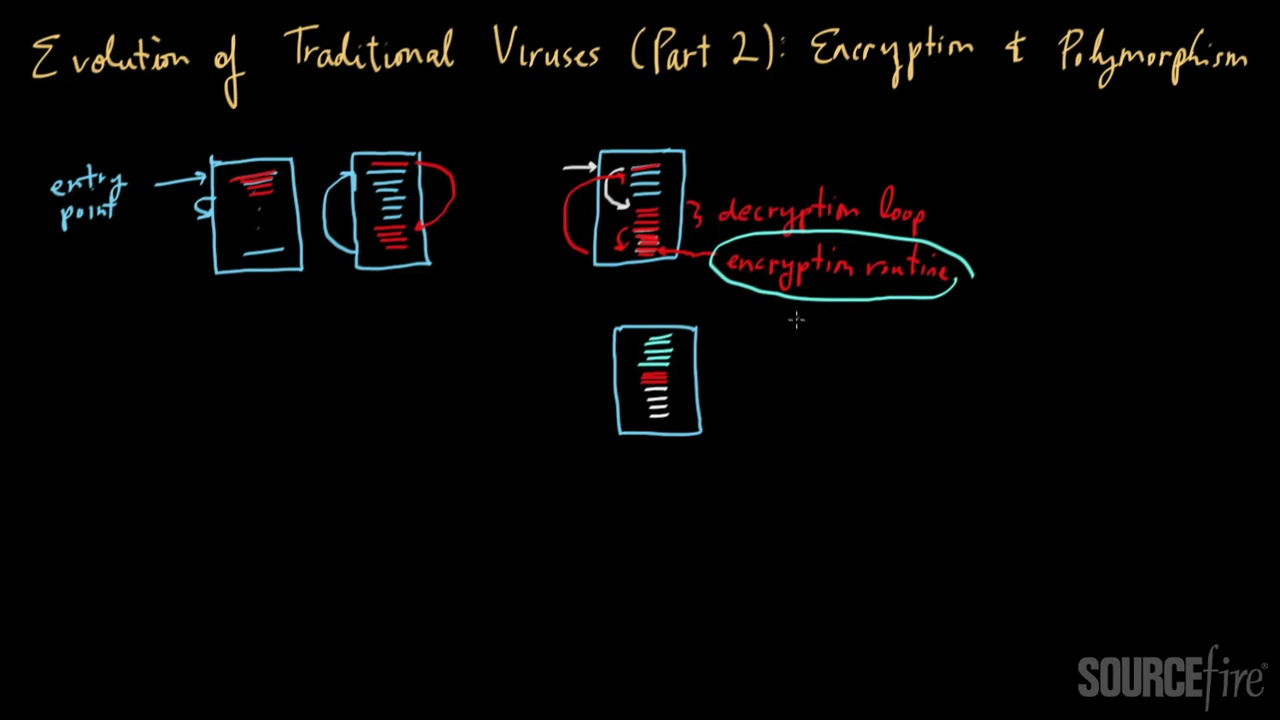 Evolution of Traditional Viruses (Part 2): Encryption & Polymorphism
entry
point
decryption loop
encryption routine
SOURCEfire®